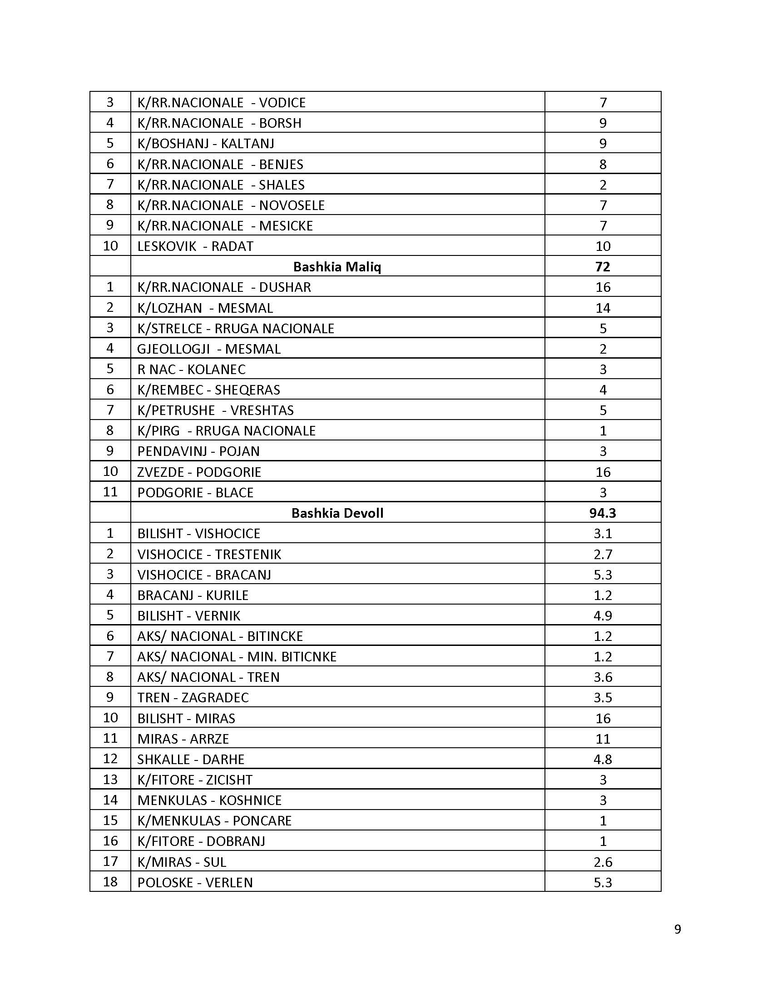 3 K/RR.NACIONALE - VODICE 7
4 K/RR.NACIONALE - BORSH 9
5 K/BOSHANJ - KALTANJ 9
6 K/RR.NACIONALE - BENJES 8
7 K/RR.NACIONALE - SHALES 2
8 K/RR.NACIONALE - NOVOSELE 7
9 K/RR.NACIONALE - MESICKE 7
10 LESKOVIK - RADAT 10
Bashkia Maliq 72
1 K/RR.NACIONALE - DUSHAR 16
2 K/LOZHAN - MESMAL 14
3 K/STRELCE - RRUGA NACIONALE 5
4 GJEOLLOGJI - MESMAL 2
5 R NAC - KOLANEC 3
6 K/REMBEC - SHEQERAS 4
7 K/PETRUSHE - VRESHTAS 5
8 K/PIRG - RRUGA NACIONALE 1
9 PENDAVINJ - POJAN 3
10 ZVEZDE - PODGORIE 16
11 PODGORIE - BLACE 3
Bashkia Devoll 94.3
1 BILISHT - VISHOCICE 3.1
2 VISHOCICE - TRESTENIK 2.7
3 VISHOCICE - BRACANJ 5.3
4 BRACANJ - KURILE 1.2
5 BILISHT - VERNIK 4.9
6 AKS/ NACIONAL - BITINCKE 1.2
7 AKS/ NACIONAL - MIN. BITICNKE 1.2
8 AKS/ NACIONAL - TREN 3.6
9 TREN - ZAGRADEC 3.5
10 BILISHT - MIRAS 16
11 MIRAS - ARRZE 11
12 SHKALLE - DARHE 4.8
13 K/FITORE - ZICISHT 3
14 MENKULAS - KOSHNICE 3
15 K/MENKULAS - PONCARE 1
16 K/FITORE - DOBRANJ 1
17 K/MIRAS - SUL 2.6
18 POLOSKE - VERLEN 5.3
9